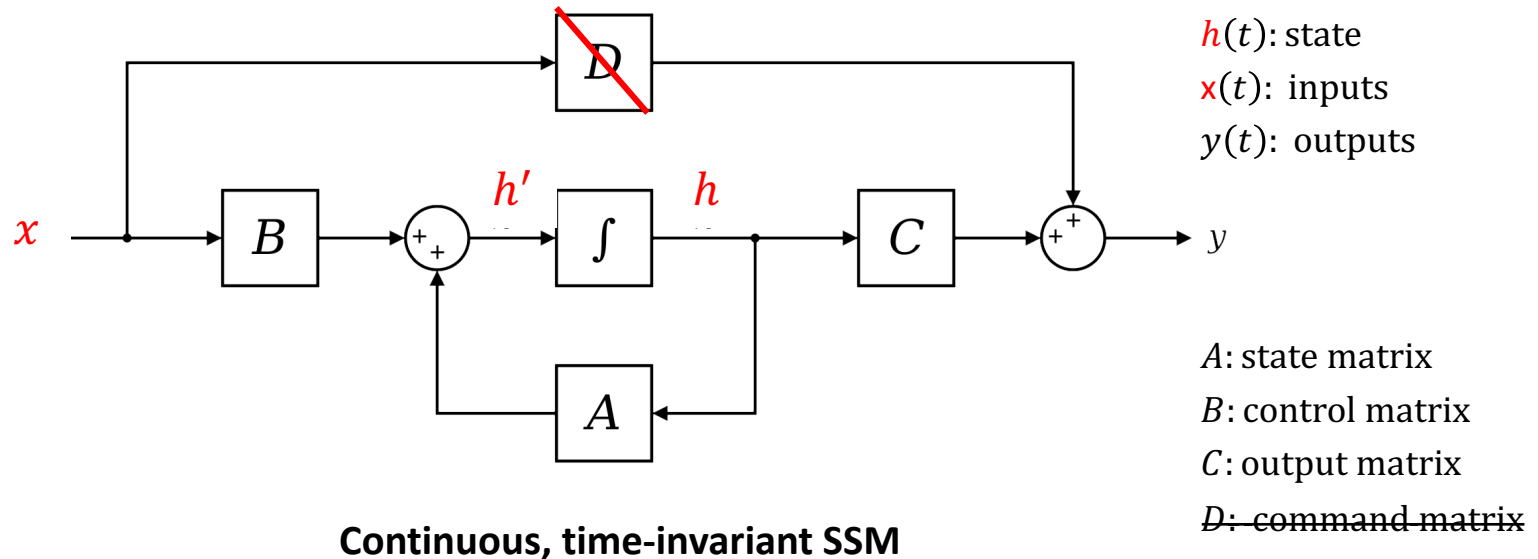 D
h(t): state
x(t): inputs
y(t): outputs
x
B
+
+
h′
∫
h
C
+
+
y
A
A: state matrix
B: control matrix
C: output matrix
D: command matrix
Continuous, time-invariant SSM